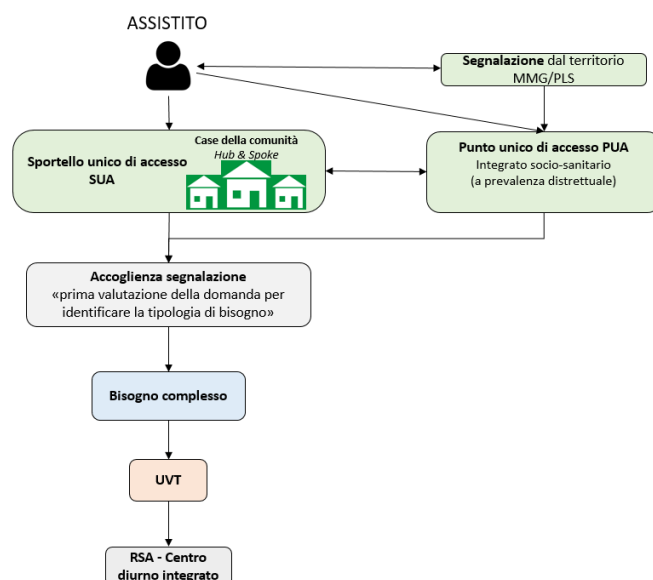 ASSISTITO
Segnalazione dal territorio
MMG/PLS
Case della comunità
Hub & Spoke
Sportello unico di accesso
SUA
Punto unico di accesso PUA
Integrato socio-sanitario
(a prevalenza distrettuale)
Accoglienza segnalazione
«prima valutazione della domanda per
identificare la tipologia di bisogno»
Bisogno complesso
UVT
RSA - Centro
diurno integrato